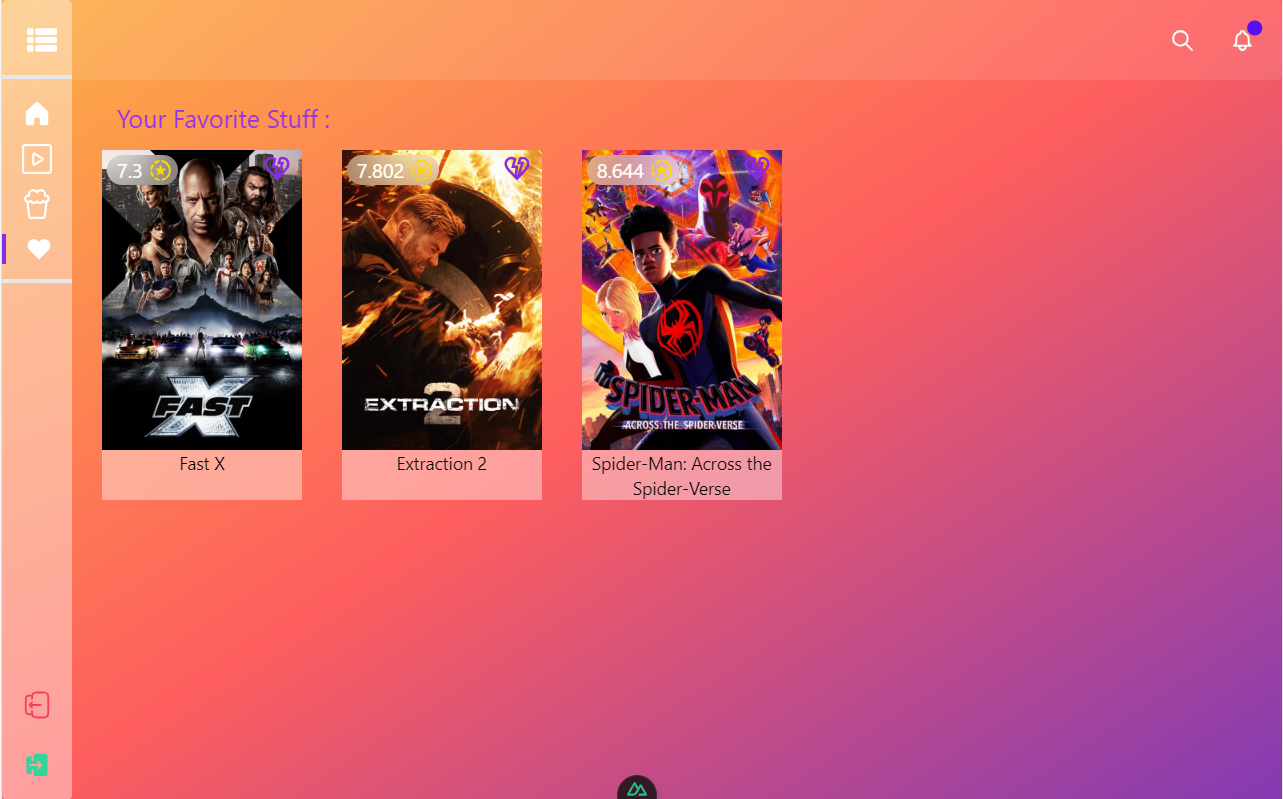 Your Favorite Stuff :
7.3
7.802
8.644
FAST X
EXTRACTION
2
SPIDER-MAN
ACROSS THE SPIDER-VERSE
Fast X
Extraction 2
Spider-Man: Across the
Spider-Verse